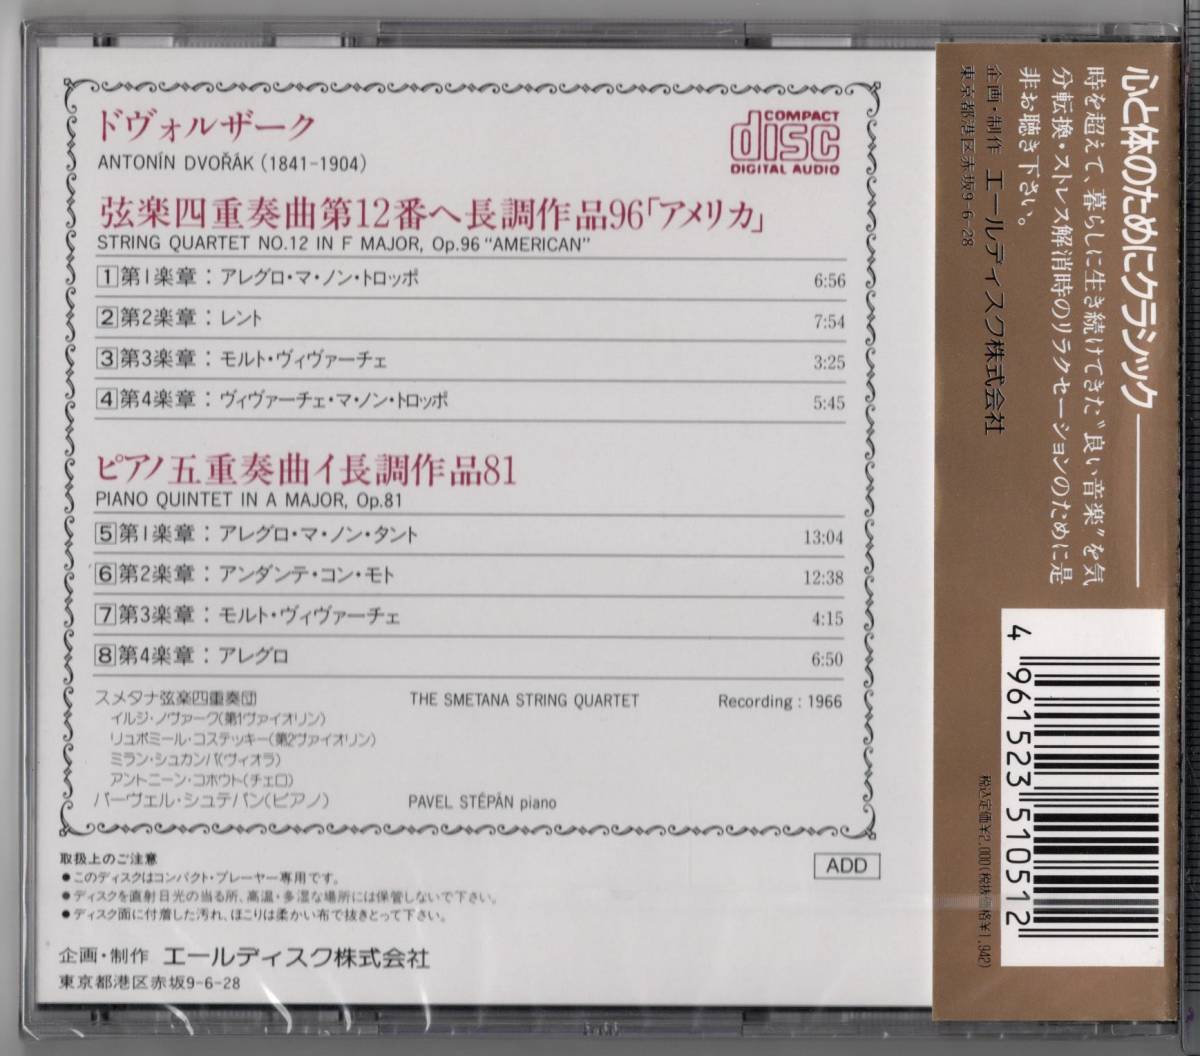 ドヴォルザーク
ANTONÍN DVOŘÁK (1841-1904)
COMPACT
disc
DIGITAL AUDIO
弦楽四重奏曲第12番ヘ長調作品96「アメリカ」
STRING QUARTET NO.12 IN F MAJOR, Op.96 "AMERICAN"
1 第1楽章：アレグロ・マ・ノン・トロッポ 6:56
2 第2楽章：レント 7:54
3 第3楽章：モルト・ヴィヴァーチェ 3:25
4 第4楽章：ヴィヴァーチェ・マ・ノン・トロッポ 5:45
ピアノ五重奏曲イ長調作品81
PIANO QUINTET IN A MAJOR, Op.81
5 第1楽章：アレグロ・マ・ノン・タント 13:04
6 第2楽章：アンダンテ・コン・モト 12:38
7 第3楽章：モルト・ヴィヴァーチェ 4:15
8 第4楽章：アレグロ 6:50
スメタナ弦楽四重奏団 THE SMETANA STRING QUARTET Recording : 1966
イルジ・ノヴァーク(第1ヴァイオリン)
リュボミール・コステッキー(第2ヴァイオリン)
ミラン・シュカンパ(ヴィオラ)
アントニーン・コホウト(チェロ)
パーヴェル・シュテパン(ピアノ) PAVEL STÉPÁN piano
取扱上のご注意
●このディスクはコンパクト・プレーヤー専用です。
●ディスクを直射日光の当る所、高温・多湿な場所には保管しないで下さい。
●ディスク面に付着した汚れ、ほこりは柔かい布で抜きとって下さい。
ADD
企画・制作 エールディスク株式会社
東京都港区赤坂9-6-28
心と体のためにクラシック
時を超えて、暮らしに生き続けてきた〝良い音楽〟を気
分転換・ストレス解消時のリラクセーションのために是
非お聴き下さい。
企画・制作 エールディスク株式会社
東京都港区赤坂9-6-28
4 961523 510512
税込定価¥2,000(税抜価格¥1,942)